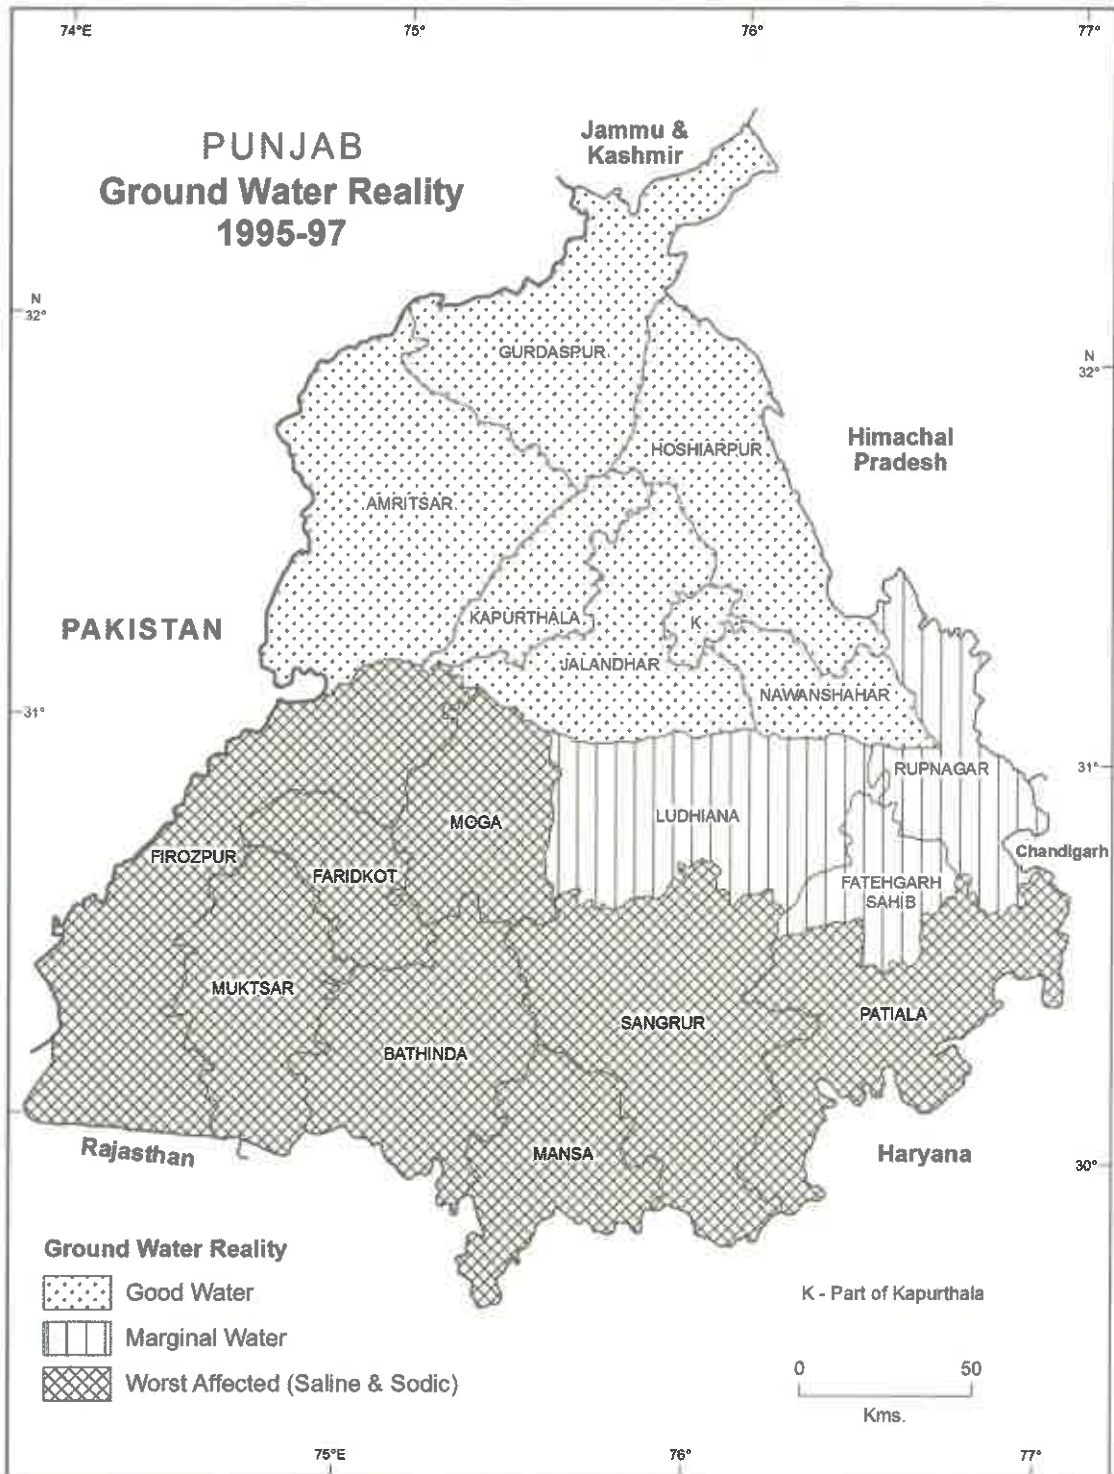 74°E
75°
76°
77°
PUNJAB
Ground Water Reality
1995-97
Jammu &
Kashmir
N
32°
N
32°
GURDASPUR
HOSHIARPUR
Himachal
Pradesh
AMRITSAR
KAPURTHALA
K
PAKISTAN
JALANDHAR
NAWANSHAHAR
31°
31°
RUPNAGAR
MOGA
LUDHIANA
Chandigarh
FIROZPUR
FARIDKOT
FATEHGARH
SAHIB
MUKTSAR
SANGRUR
PATIALA
BATHINDA
Rajasthan
MANSA
Haryana
30°
Ground Water Reality
Good Water
Marginal Water
Worst Affected (Saline & Sodic)
K - Part of Kapurthala
0
50
Kms.
75°E
76°
77°